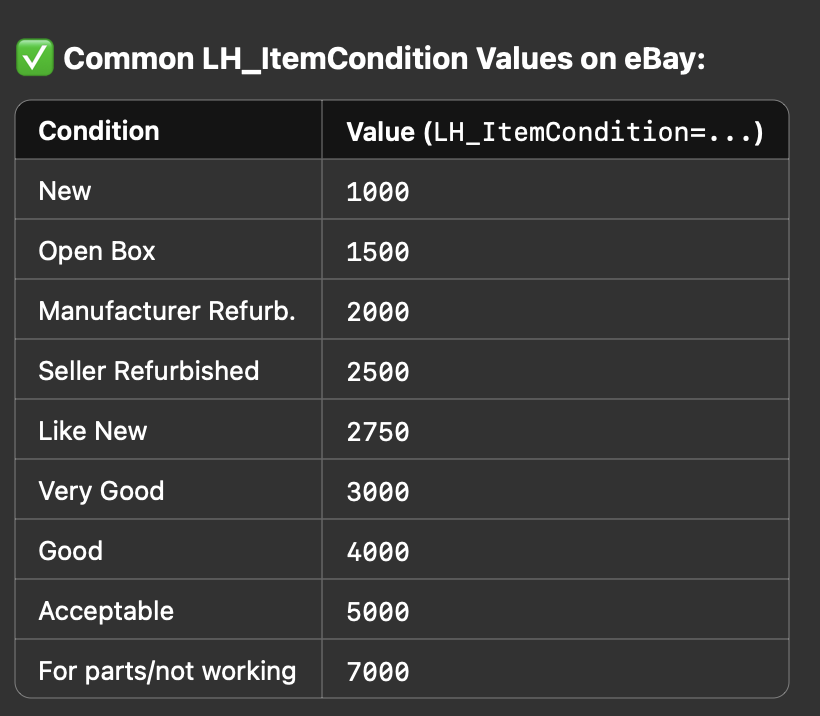 ✅ Common LH_ItemCondition Values on eBay:
Condition Value (LH_ItemCondition=...)
New 1000
Open Box 1500
Manufacturer Refurb. 2000
Seller Refurbished 2500
Like New 2750
Very Good 3000
Good 4000
Acceptable 5000
For parts/not working 7000